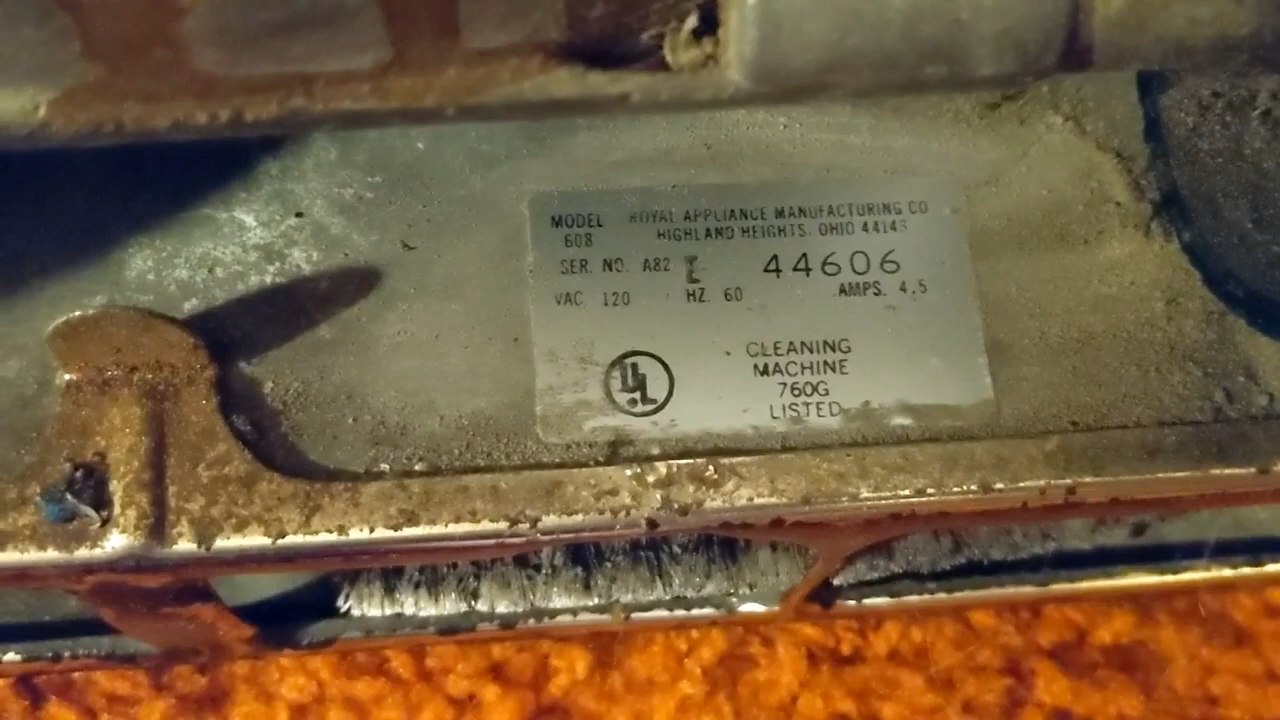 MODEL ROYAL APPLIANCE MANUFACTURING CO
608 HIGHLAND HEIGHTS, OHIO 44143
SER. NO. A82 44606
VAC 120 HZ. 60 AMPS. 4.5
UL
CLEANING
MACHINE
760G
LISTED